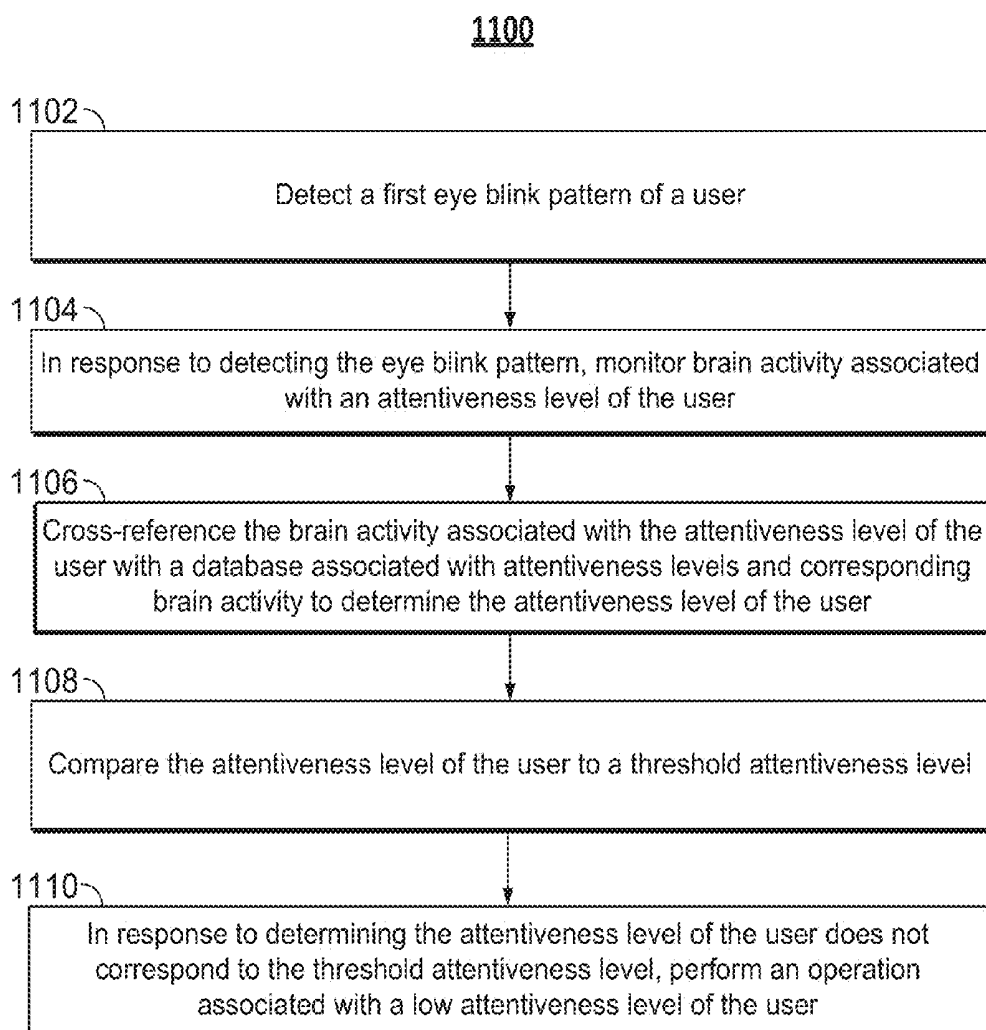 1100
1102
Detect a first eye blink pattern of a user
1104
In response to detecting the eye blink pattern, monitor brain activity associated
with an attentiveness level of the user
1106
Cross-reference the brain activity associated with the attentiveness level of the
user with a database associated with attentiveness levels and corresponding
brain activity to determine the attentiveness level of the user
1108
Compare the attentiveness level of the user to a threshold attentiveness level
1110
In response to determining the attentiveness level of the user does not
correspond to the threshold attentiveness level, perform an operation
associated with a low attentiveness level of the user